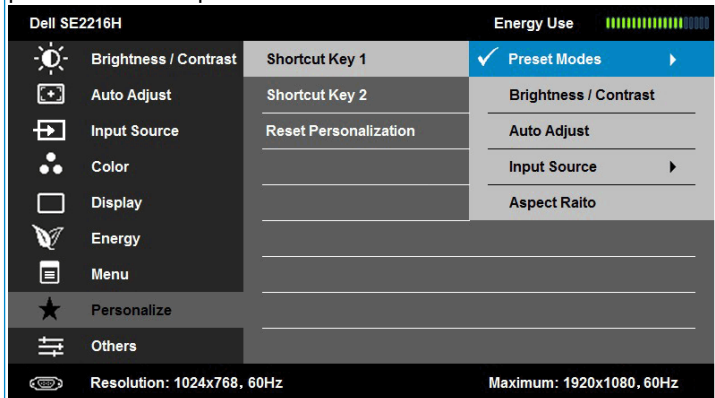 Dell SE2216H Energy Use
Brightness / Contrast Shortcut Key 1 Preset Modes
Auto Adjust Shortcut Key 2 Brightness / Contrast
Input Source Reset Personalization Auto Adjust
Color Input Source
Display Aspect Raito
Energy
Menu
Personalize
Others
Resolution: 1024x768, 60Hz Maximum: 1920x1080, 60Hz